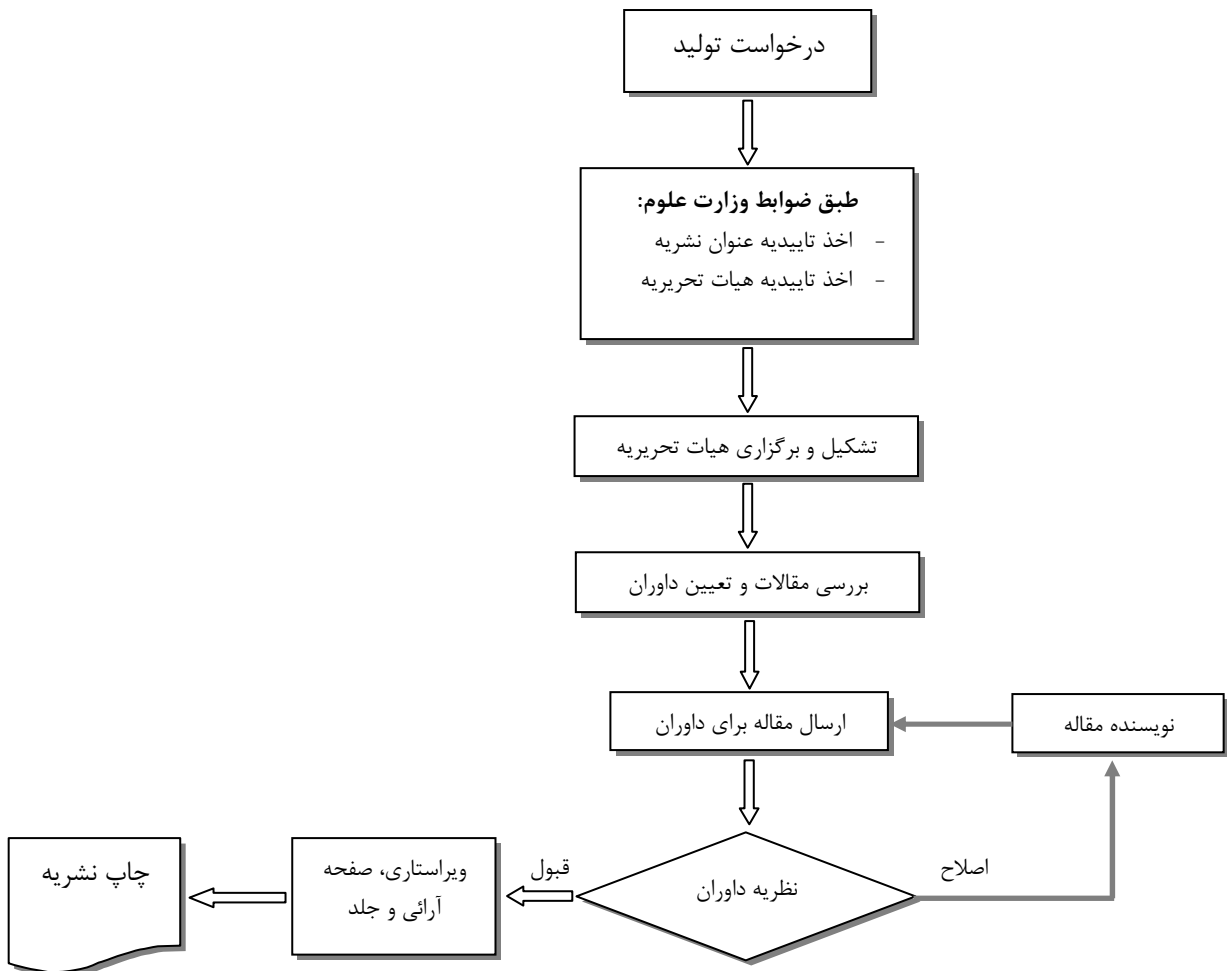 درخواست تولید
طبق ضوابط وزارت علوم:
- اخذ تاییدیه عنوان نشریه
- اخذ تاییدیه هیات تحریریه
تشکیل و برگزاری هیات تحریریه
بررسی مقالات و تعیین داوران
ارسال مقاله برای داوران
نویسنده مقاله
نظریه داوران
اصلاح
قبول
ویراستاری، صفحه
آرائی و جلد
چاپ نشریه